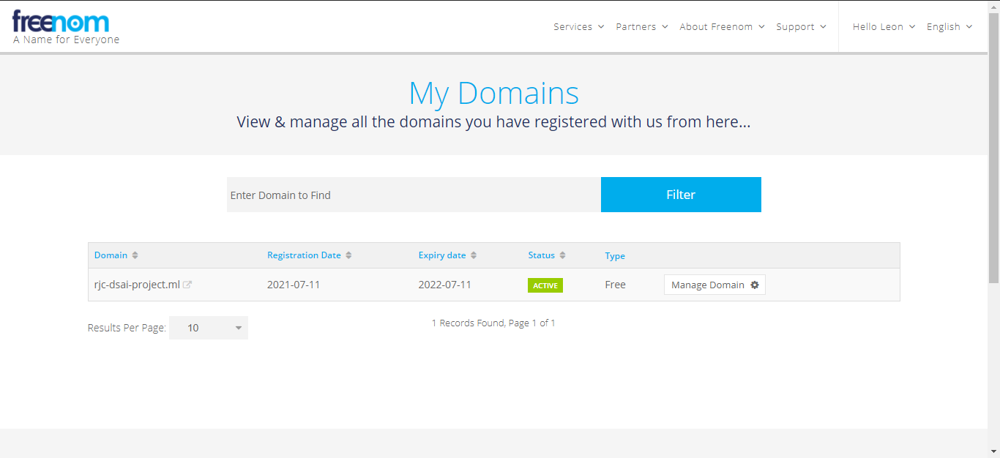 freenom
A Name for Everyone
Services Partners About Freenom Support Hello Leon English
My Domains
View & manage all the domains you have registered with us from here...
Enter Domain to Find Filter
Domain Registration Date Expiry date Status Type
rjc-dsai-project.ml 2021-07-11 2022-07-11 ACTIVE Free Manage Domain
Results Per Page: 10 1 Records Found, Page 1 of 1